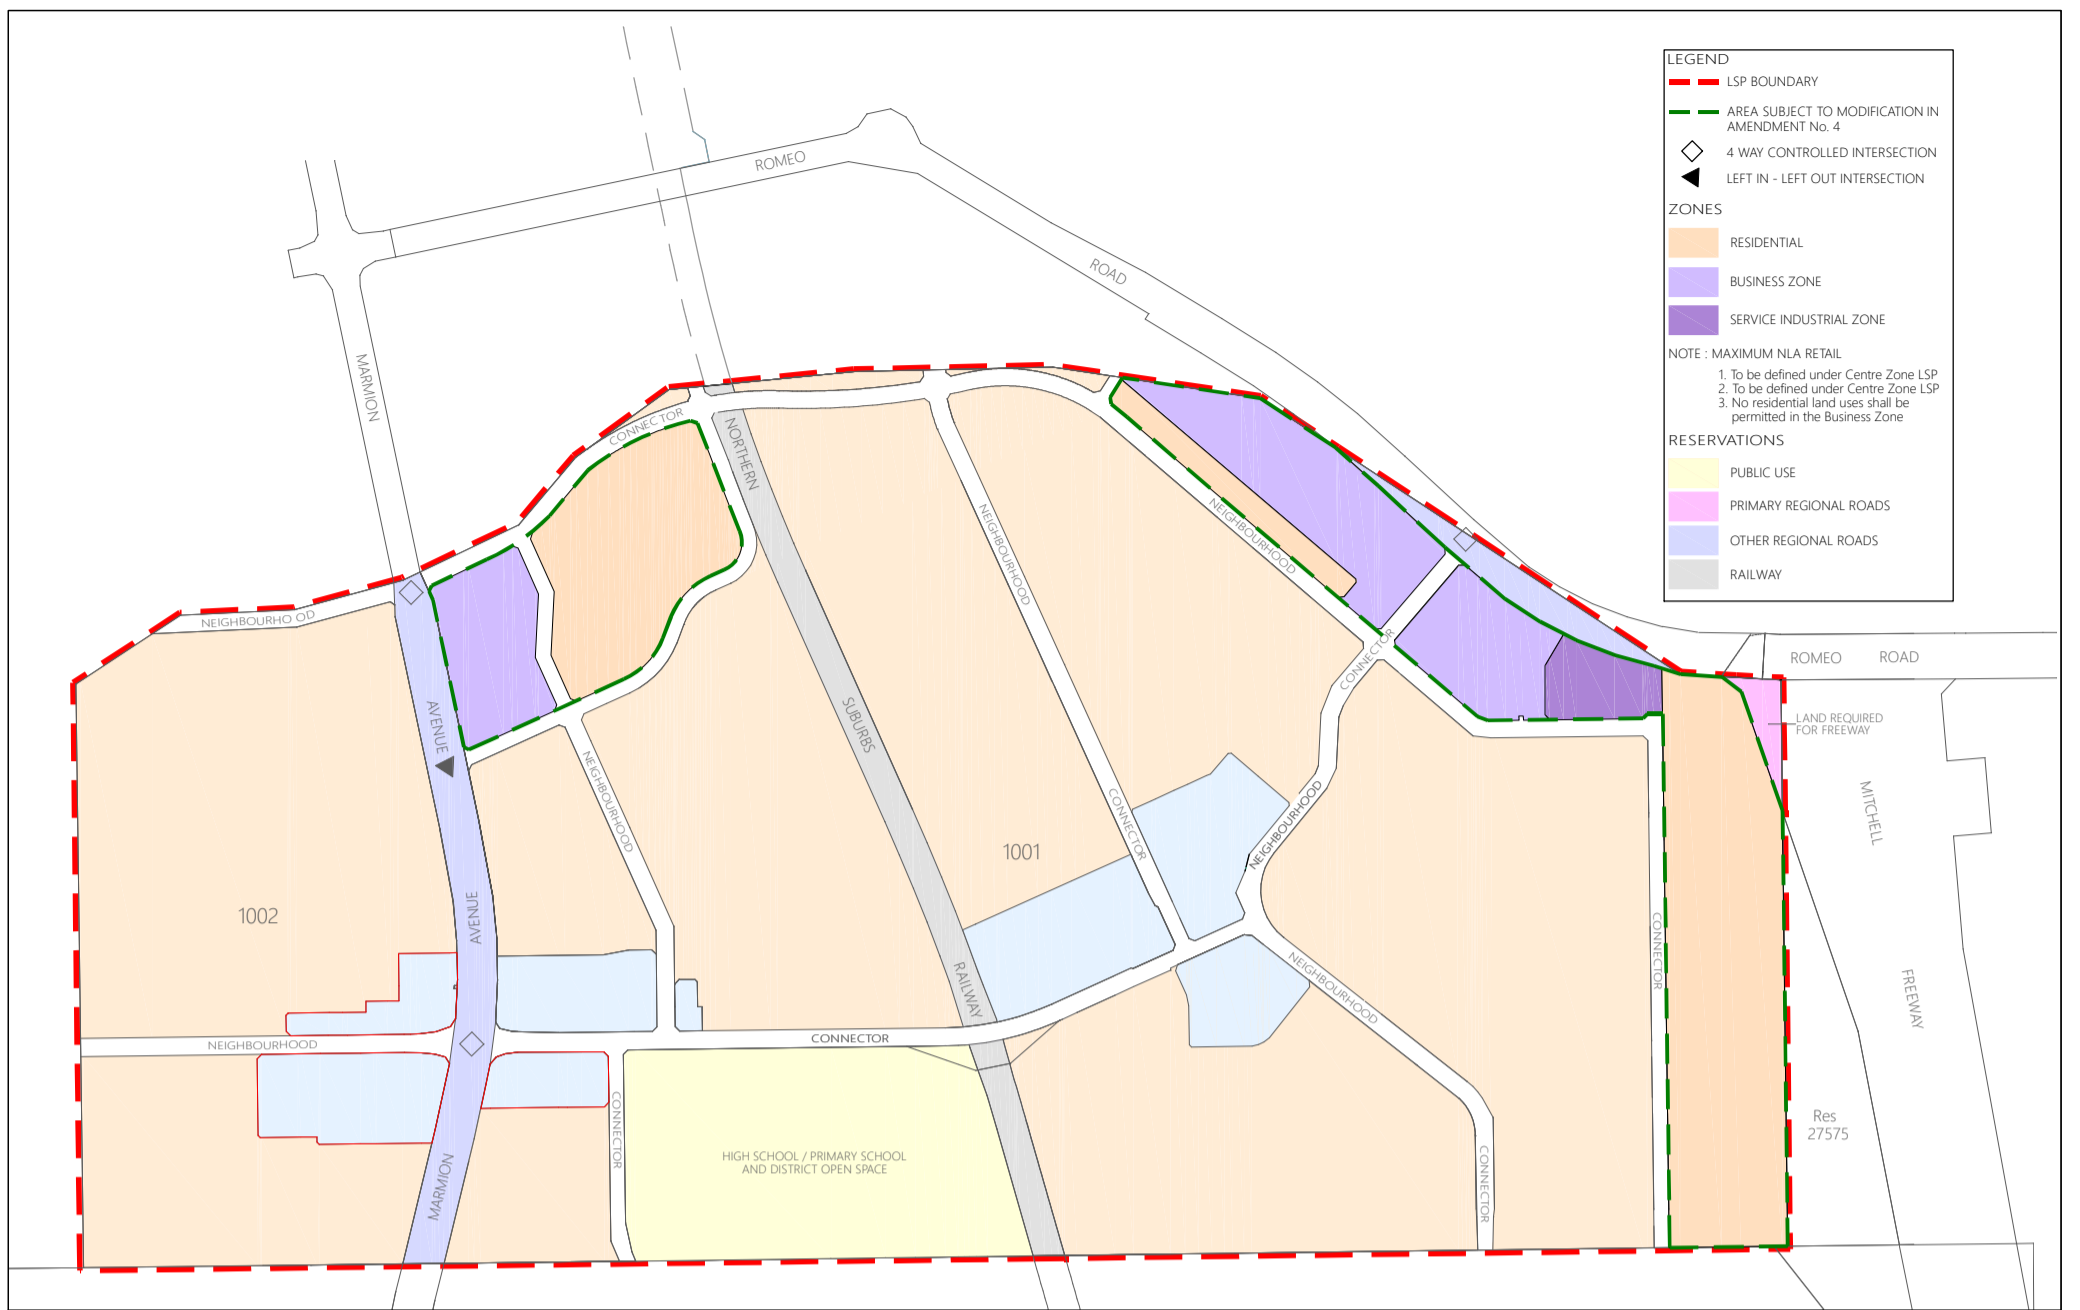 LEGEND
LSP BOUNDARY
AREA SUBJECT TO MODIFICATION IN
AMENDMENT No. 4
4 WAY CONTROLLED INTERSECTION
LEFT IN - LEFT OUT INTERSECTION
ZONES
RESIDENTIAL
BUSINESS ZONE
SERVICE INDUSTRIAL ZONE
NOTE : MAXIMUM NLA RETAIL
1. To be defined under Centre Zone LSP
2. To be defined under Centre Zone LSP
3. No residential land uses shall be
permitted in the Business Zone
RESERVATIONS
PUBLIC USE
PRIMARY REGIONAL ROADS
OTHER REGIONAL ROADS
RAILWAY
ROMEO
ROAD
MARMION
CONNEC TOR
NORTHERN
NEIGHBOURHOOD
NEIGHBOURHOOD
NEIGHBOURHO OD
CONNECTOR
ROMEO ROAD
AVENUE
SUBURBS
LAND REQUIRED
FOR FREEWAY
NEIGHBOURHOOD
CONNECTOR
NEIGHBOURHOOD
MITCHELL
1001
1002
AVENUE
CONNECTOR
RAILWAY
NEIGHBOURHOOD
FREEWAY
NEIGHBOURHOOD
CONNECTOR
CONNECTOR
HIGH SCHOOL / PRIMARY SCHOOL
AND DISTRICT OPEN SPACE
MARMION
CONNECTOR
Res
27575